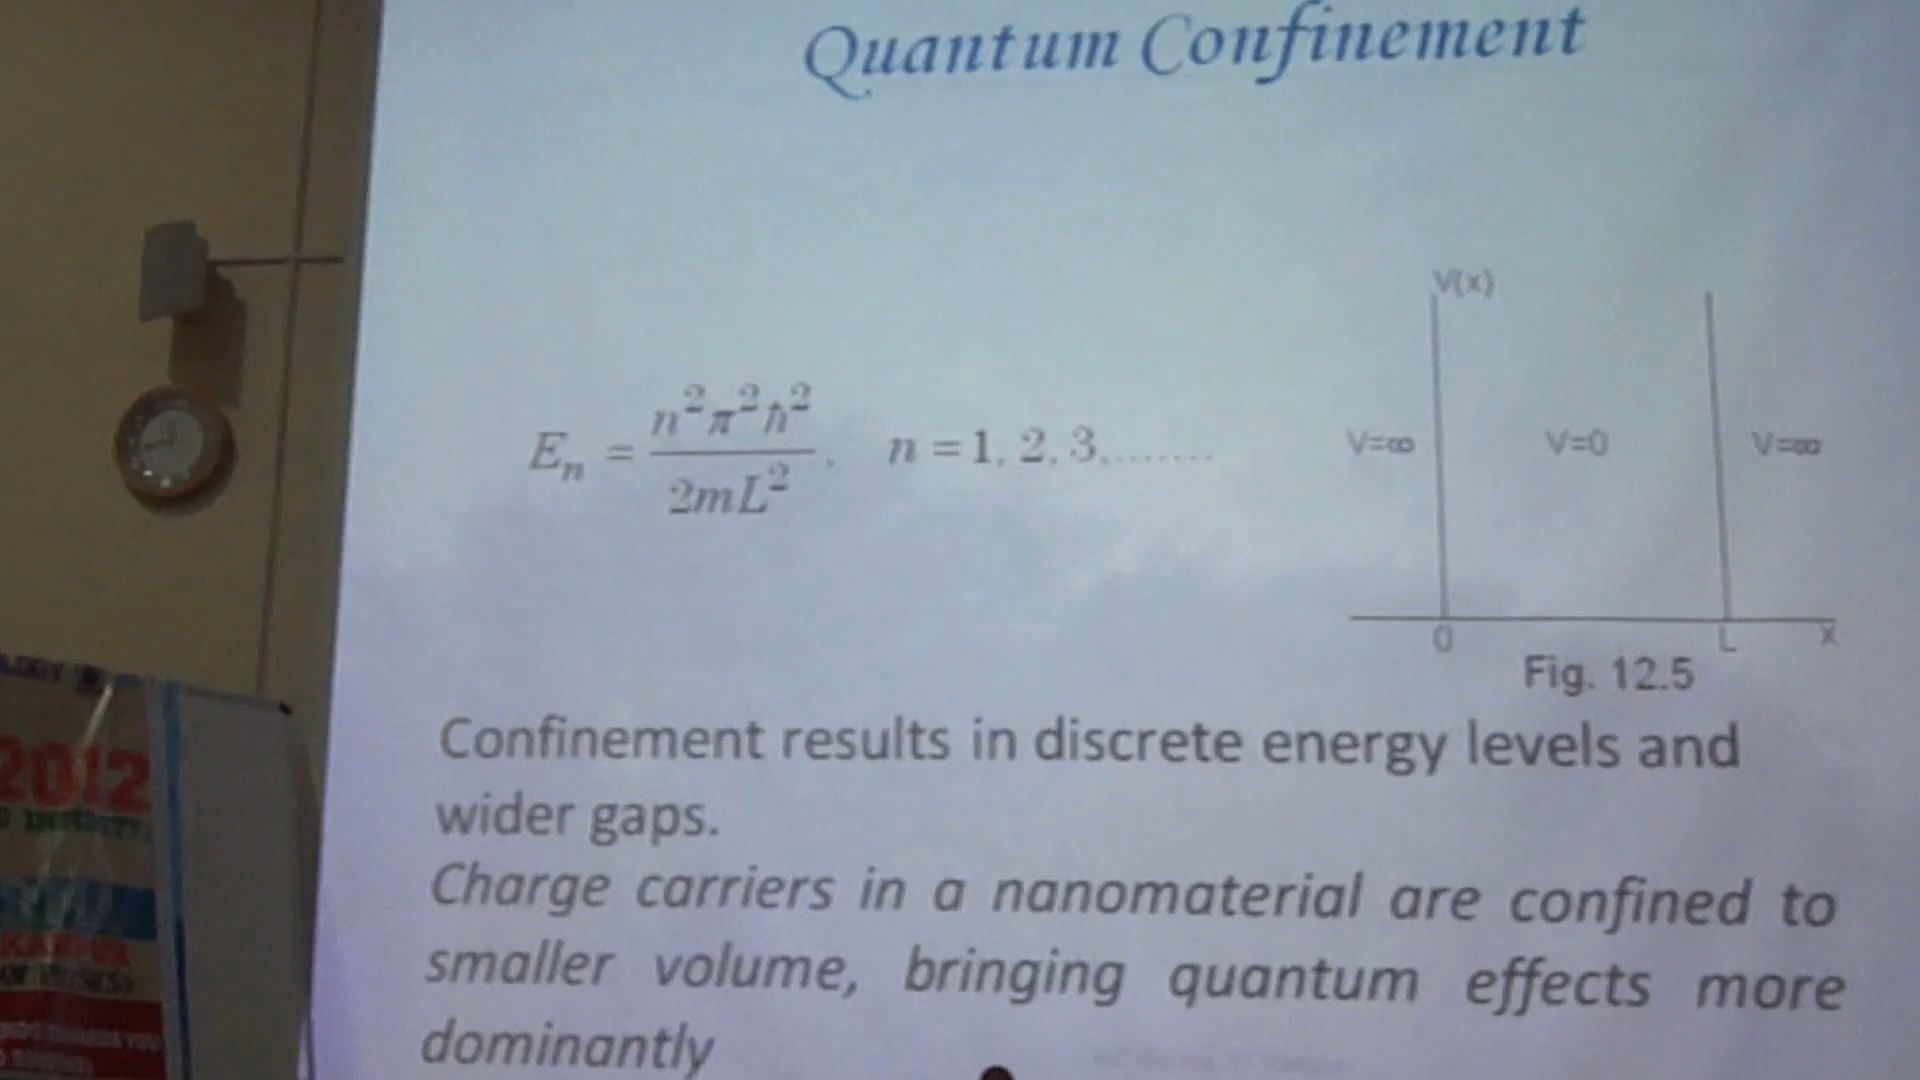 Quantum Confinement
V(x)
Eₙ = n²π²ħ² / 2mL², n = 1, 2, 3,.......
V=∞ V=0 V=∞
0 L X
Fig. 12.5
Confinement results in discrete energy levels and
wider gaps.
Charge carriers in a nanomaterial are confined to
smaller volume, bringing quantum effects more
dominantly
2012